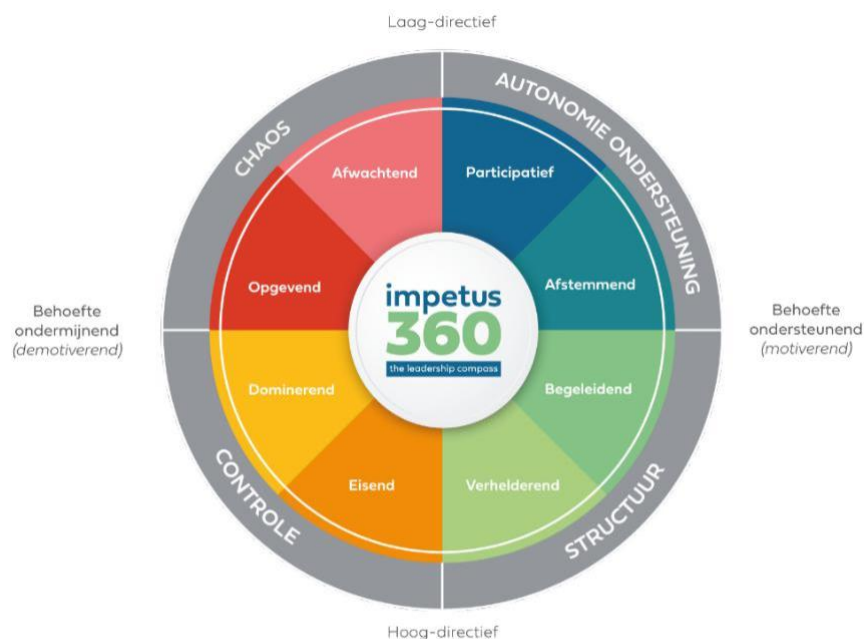 Laag-directief
CHAOS
AUTONOMIE ONDERSTEUNING
Afwachtend
Participatief
Opgevend
Afstemmend
Behoefte
ondermijnend
(demotiverend)
impetus
360
the leadership compass
Behoefte
ondersteunend
(motiverend)
Dominerend
Begeleidend
Eisend
Verhelderend
CONTROLE
STRUCTUUR
Hoog-directief